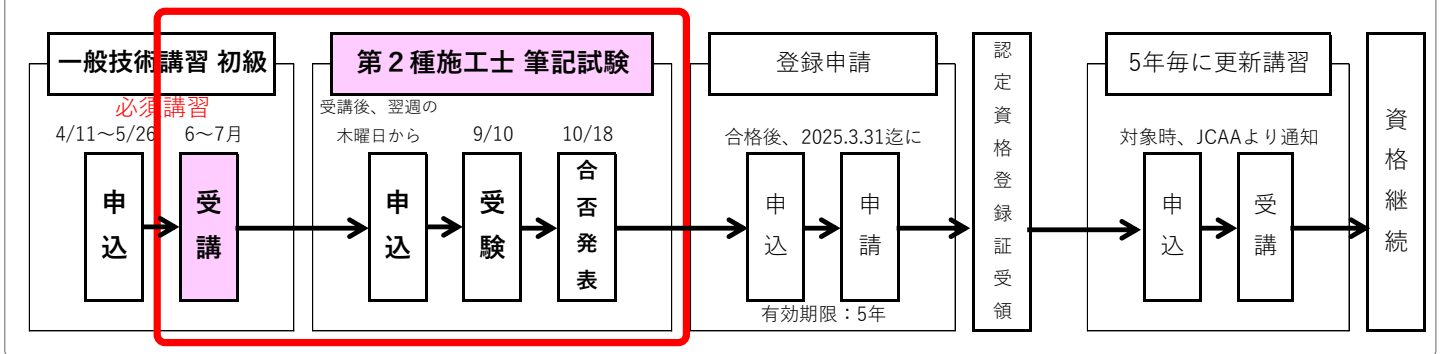 一般技術講習 初級
必須講習
4/11～5/26
6～7月
申込
受講
第２種施工士 筆記試験
受講後、翌週の
木曜日から
9/10
10/18
申込
受験
合否発表
登録申請
合格後、2025.3.31迄に
申込
申請
有効期限：5年
認定資格登録証受領
5年毎に更新講習
対象時、JCAAより通知
申込
受講
資格継続